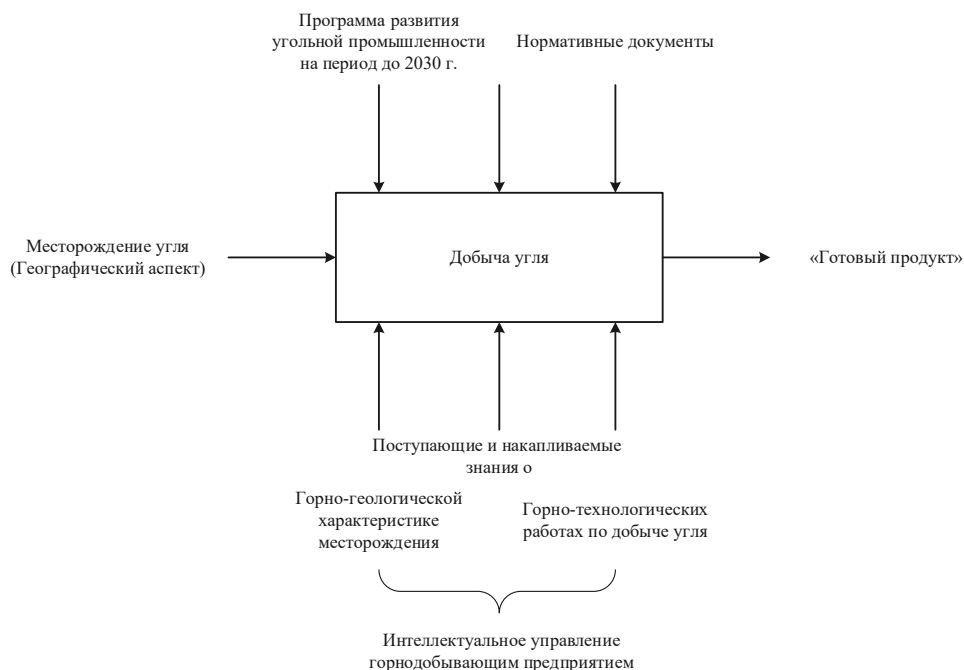 Программа развития
угольной промышленности
на период до 2030 г.
Нормативные документы
Месторождение угля
(Географический аспект)
Добыча угля
«Готовый продукт»
Поступающие и накапливаемые
знания о
Горно-геологической
характеристике
месторождения
Горно-технологических
работах по добыче угля
Интеллектуальное управление
горнодобывающим предприятием